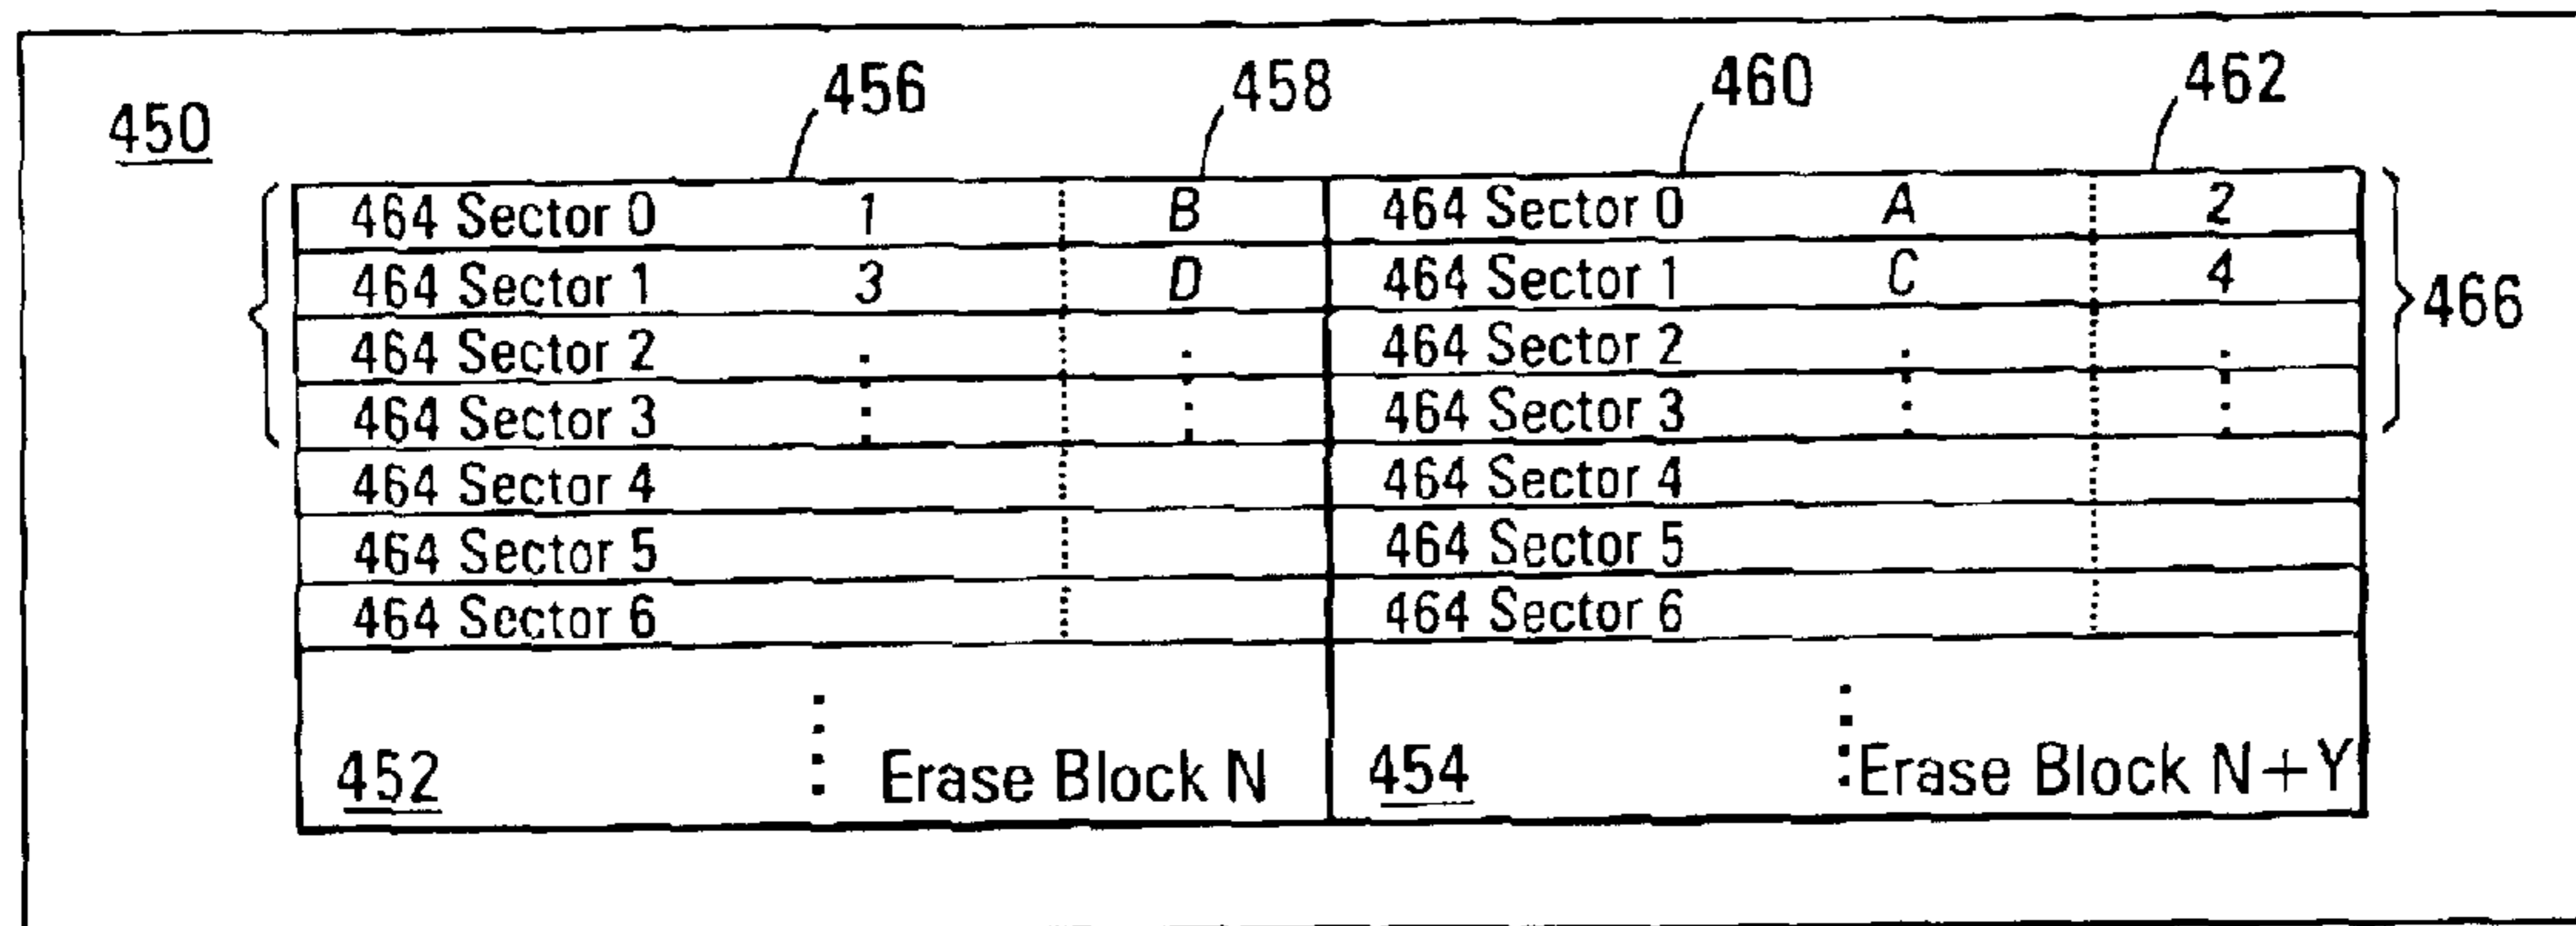 450 456 458 460 462
464 Sector 0 1 B 464 Sector 0 A 2
464 Sector 1 3 D 464 Sector 1 C 4
466
464 Sector 2 464 Sector 2
464 Sector 3 464 Sector 3
464 Sector 4 464 Sector 4
464 Sector 5 464 Sector 5
464 Sector 6 464 Sector 6
452 Erase Block N 454 Erase Block N+Y